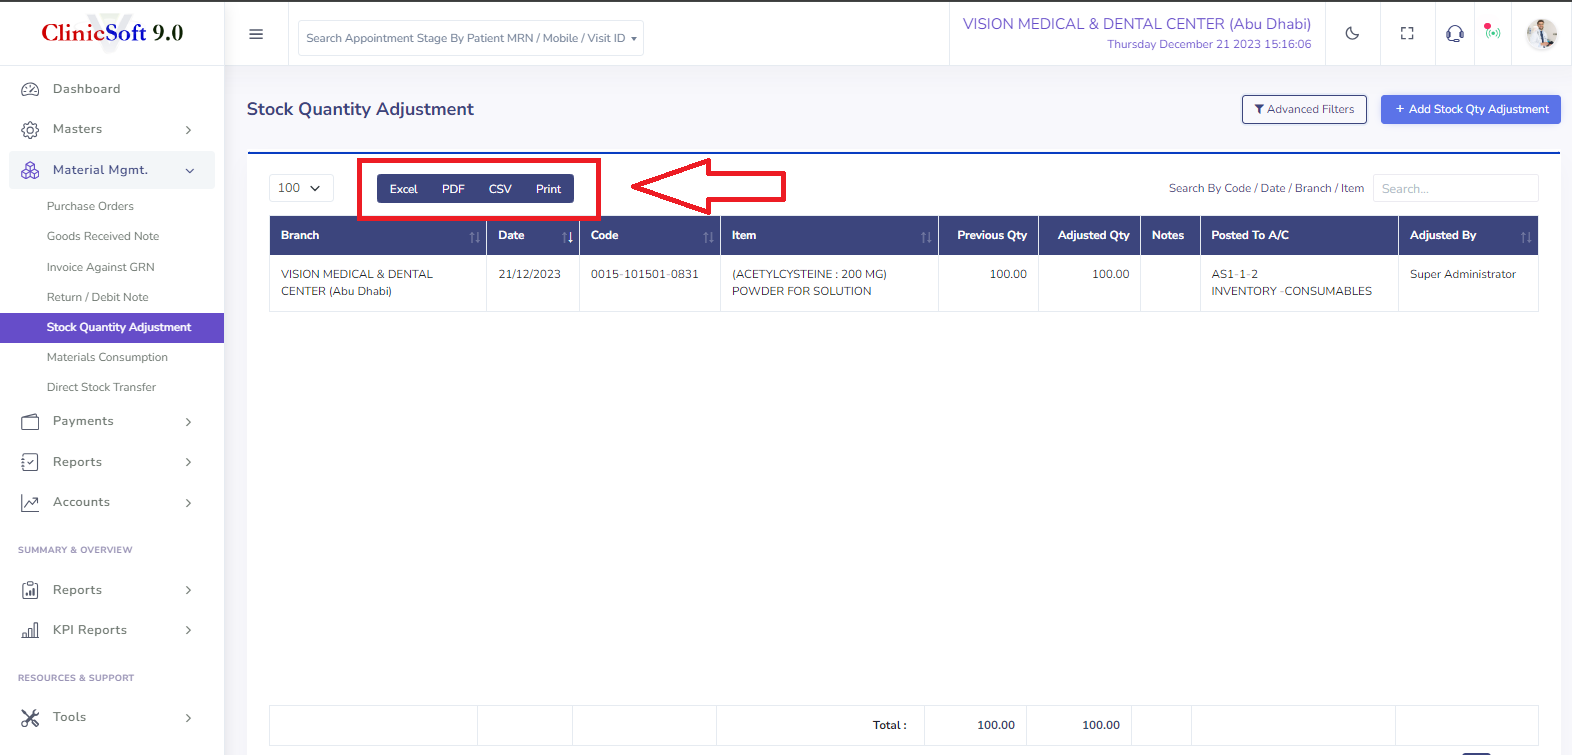 ClinicSoft 9.0
Search Appointment Stage By Patient MRN / Mobile / Visit ID
VISION MEDICAL & DENTAL CENTER (Abu Dhabi)
Thursday December 21 2023 15:16:06
Dashboard
Masters
Material Mgmt.
Purchase Orders
Goods Received Note
Invoice Against GRN
Return / Debit Note
Stock Quantity Adjustment
Materials Consumption
Direct Stock Transfer
Payments
Reports
Accounts
SUMMARY & OVERVIEW
Reports
KPI Reports
RESOURCES & SUPPORT
Tools
Stock Quantity Adjustment
Advanced Filters
+ Add Stock Qty Adjustment
100
Excel PDF CSV Print
Search By Code / Date / Branch / Item
Search...
Branch Date Code Item Previous Qty Adjusted Qty Notes Posted To A/C Adjusted By
VISION MEDICAL & DENTAL 21/12/2023 0015-101501-0831 (ACETYLCYSTEINE : 200 MG) 100.00 100.00 AS1-1-2 Super Administrator
CENTER (Abu Dhabi) POWDER FOR SOLUTION INVENTORY -CONSUMABLES
Total : 100.00 100.00